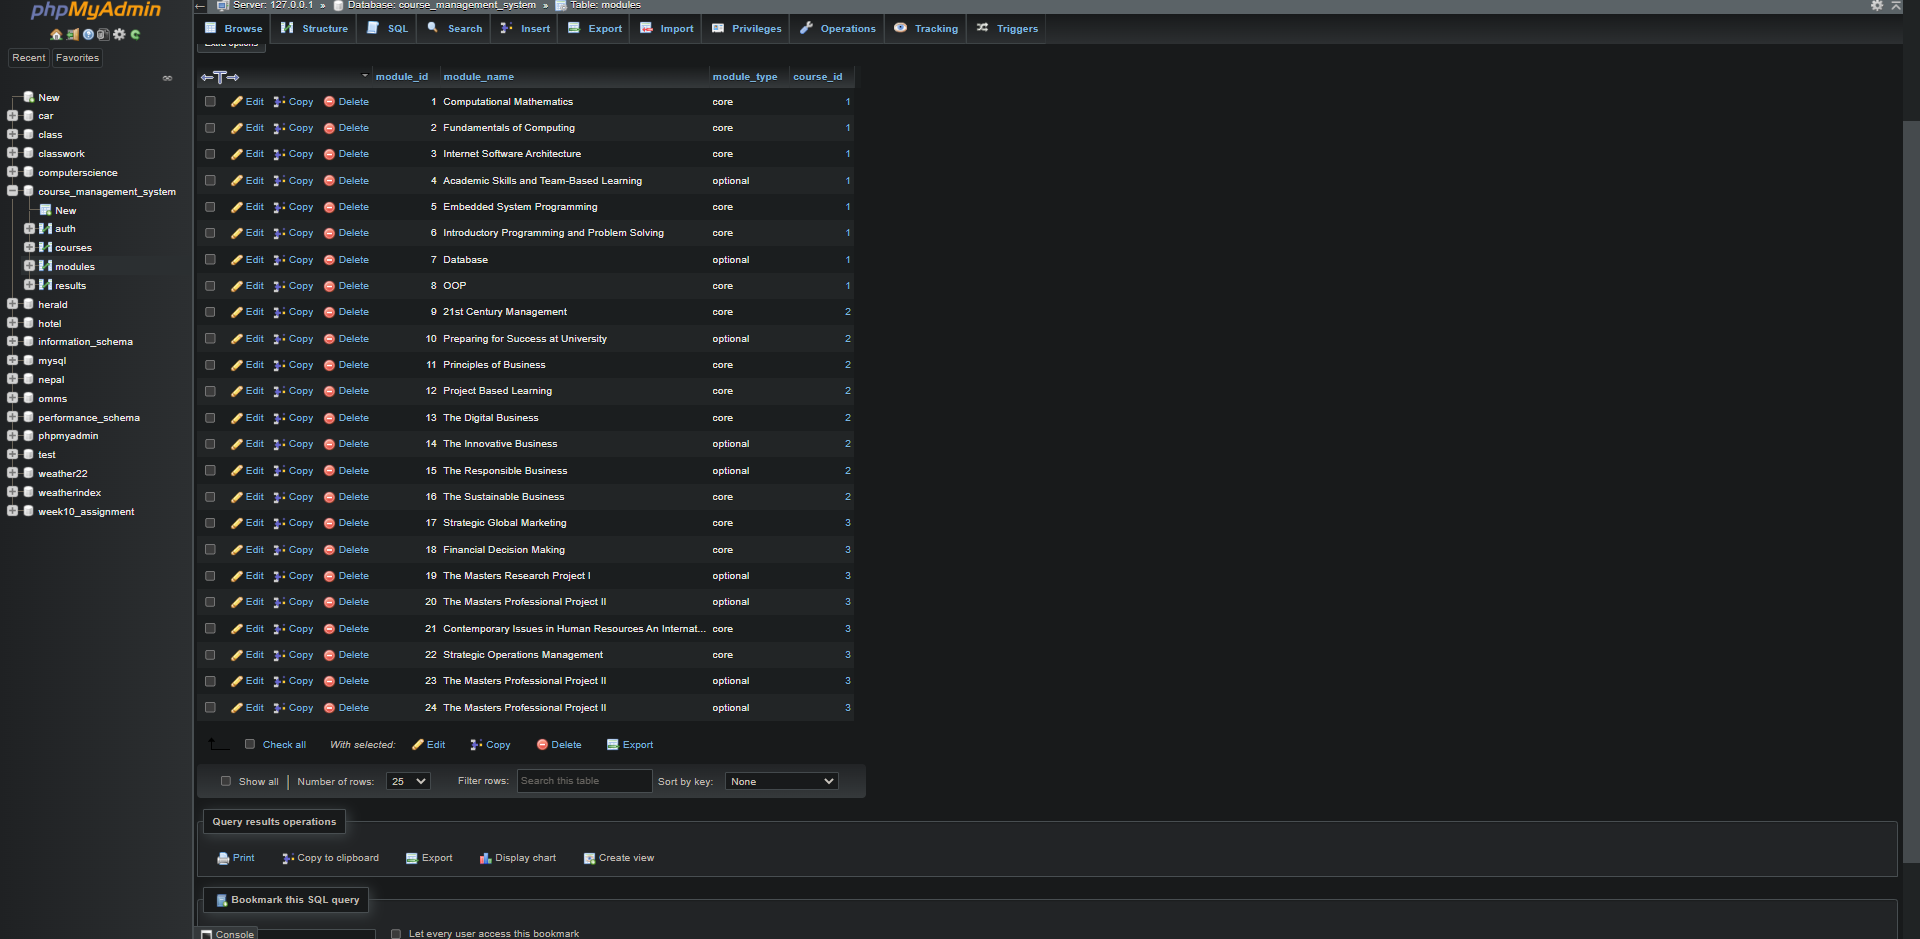 phpMyAdmin
Server: 127.0.0.1 » Database: course_management_system » Table: modules
Browse Structure SQL Search Insert Export Import Privileges Operations Tracking Triggers
Extra options
Recent Favorites
New
car
class
classwork
computerscience
course_management_system
New
auth
courses
modules
results
herald
hotel
information_schema
mysql
nepal
omms
performance_schema
phpmyadmin
test
weather22
weatherindex
week10_assignment
module_id module_name module_type course_id
Edit Copy Delete 1 Computational Mathematics core 1
Edit Copy Delete 2 Fundamentals of Computing core 1
Edit Copy Delete 3 Internet Software Architecture core 1
Edit Copy Delete 4 Academic Skills and Team-Based Learning optional 1
Edit Copy Delete 5 Embedded System Programming core 1
Edit Copy Delete 6 Introductory Programming and Problem Solving core 1
Edit Copy Delete 7 Database optional 1
Edit Copy Delete 8 OOP core 1
Edit Copy Delete 9 21st Century Management core 2
Edit Copy Delete 10 Preparing for Success at University optional 2
Edit Copy Delete 11 Principles of Business core 2
Edit Copy Delete 12 Project Based Learning core 2
Edit Copy Delete 13 The Digital Business core 2
Edit Copy Delete 14 The Innovative Business optional 2
Edit Copy Delete 15 The Responsible Business optional 2
Edit Copy Delete 16 The Sustainable Business core 2
Edit Copy Delete 17 Strategic Global Marketing core 3
Edit Copy Delete 18 Financial Decision Making core 3
Edit Copy Delete 19 The Masters Research Project I optional 3
Edit Copy Delete 20 The Masters Professional Project II optional 3
Edit Copy Delete 21 Contemporary Issues in Human Resources An Internat... core 3
Edit Copy Delete 22 Strategic Operations Management core 3
Edit Copy Delete 23 The Masters Professional Project II optional 3
Edit Copy Delete 24 The Masters Professional Project II optional 3
Check all With selected: Edit Copy Delete Export
Show all Number of rows: 25 Filter rows: Search this table Sort by key: None
Query results operations
Print Copy to clipboard Export Display chart Create view
Bookmark this SQL query
Console Let every user access this bookmark